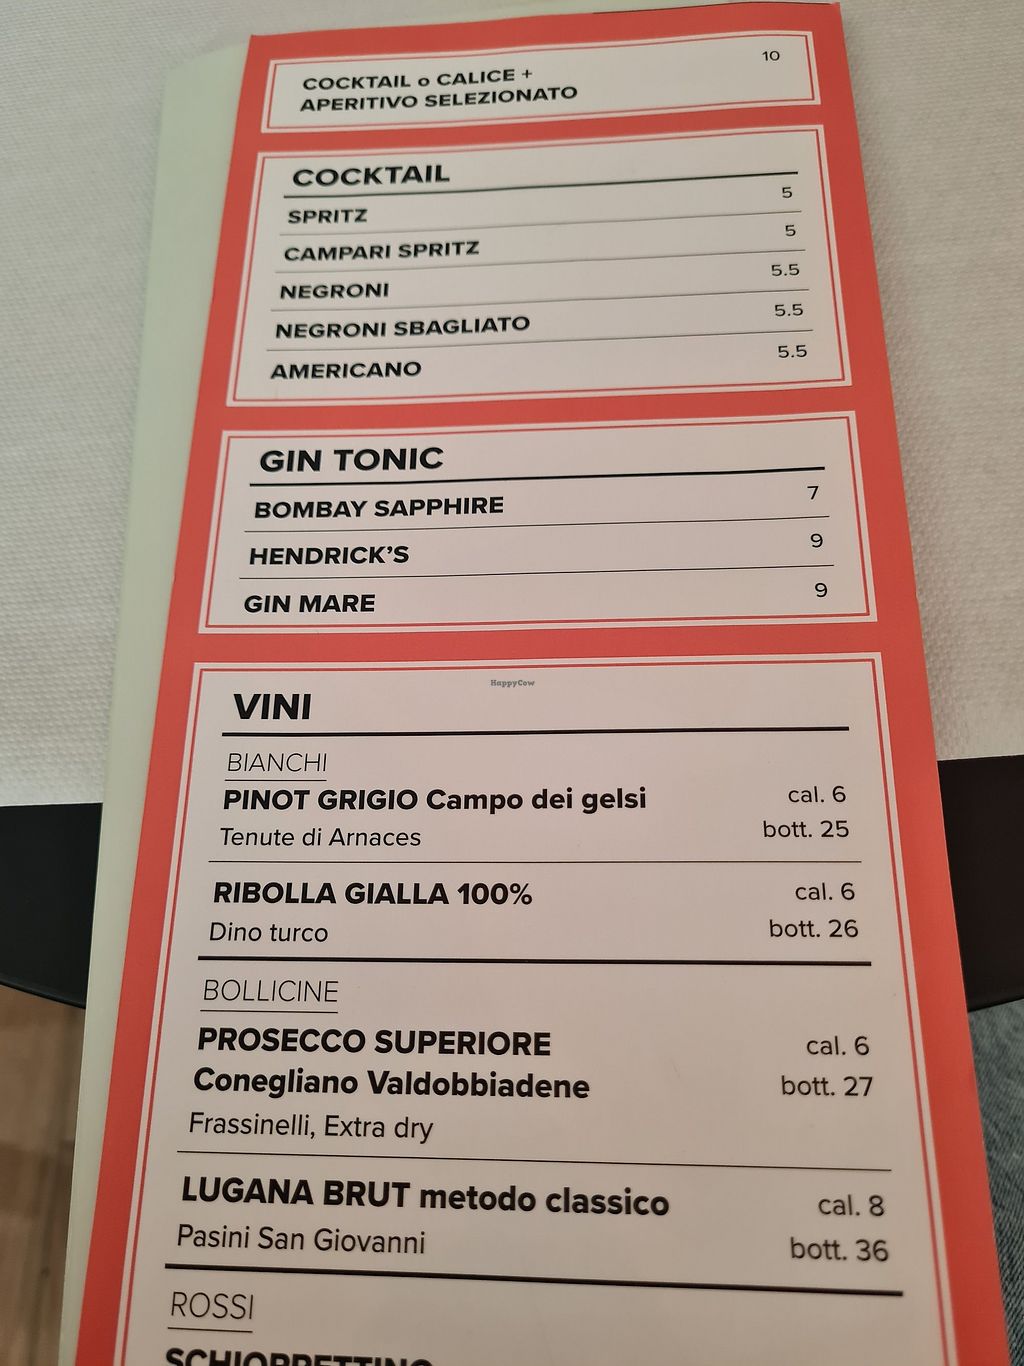 COCKTAIL o CALICE + 10
APERITIVO SELEZIONATO
COCKTAIL
SPRITZ 5
CAMPARI SPRITZ 5
NEGRONI 5.5
NEGRONI SBAGLIATO 5.5
AMERICANO 5.5
GIN TONIC
BOMBAY SAPPHIRE 7
HENDRICK'S 9
GIN MARE 9
HappyCow
VINI
BIANCHI
PINOT GRIGIO Campo dei gelsi cal. 6
Tenute di Arnaces bott. 25
RIBOLLA GIALLA 100% cal. 6
Dino turco bott. 26
BOLLICINE
PROSECCO SUPERIORE cal. 6
Conegliano Valdobbiadene bott. 27
Frassinelli, Extra dry
LUGANA BRUT metodo classico cal. 8
Pasini San Giovanni bott. 36
ROSSI
SCHIOPPETTINO